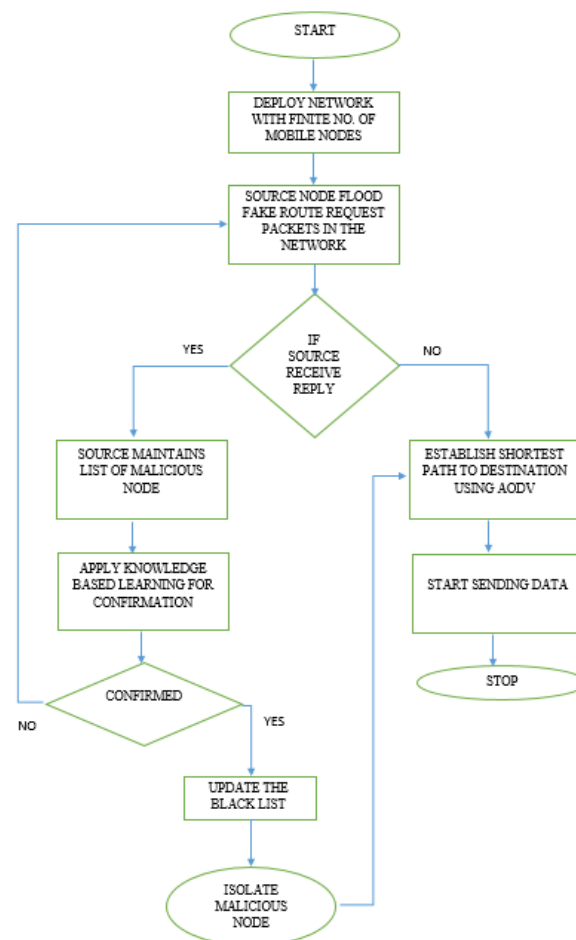 START
DEPLOY NETWORK
WITH FINITE NO. OF
MOBILE NODES
SOURCE NODE FLOOD
FAKE ROUTE REQUEST
PACKETS IN THE
NETWORK
IF
SOURCE
RECEIVE
REPLY
YES
NO
SOURCE MAINTAINS
LIST OF MALICIOUS
NODE
ESTABLISH SHORTEST
PATH TO DESTINATION
USING AODV
APPLY KNOWLEDGE
BASED LEARNING FOR
CONFIRMATION
START SENDING DATA
STOP
CONFIRMED
NO
YES
UPDATE THE
BLACK LIST
ISOLATE
MALICIOUS
NODE